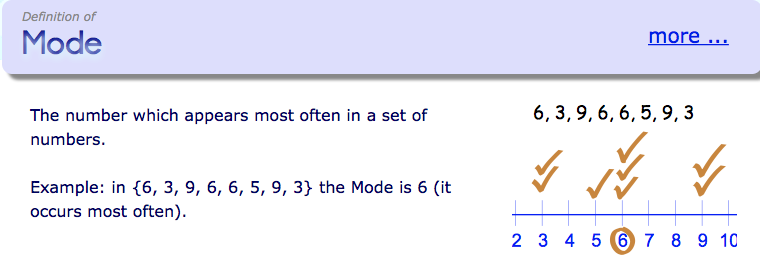 Definition of
Mode
more ...
The number which appears most often in a set of
numbers.
Example: in {6, 3, 9, 6, 6, 5, 9, 3} the Mode is 6 (it
occurs most often).
6, 3, 9, 6, 6, 5, 9, 3
2 3 4 5 6 7 8 9 10